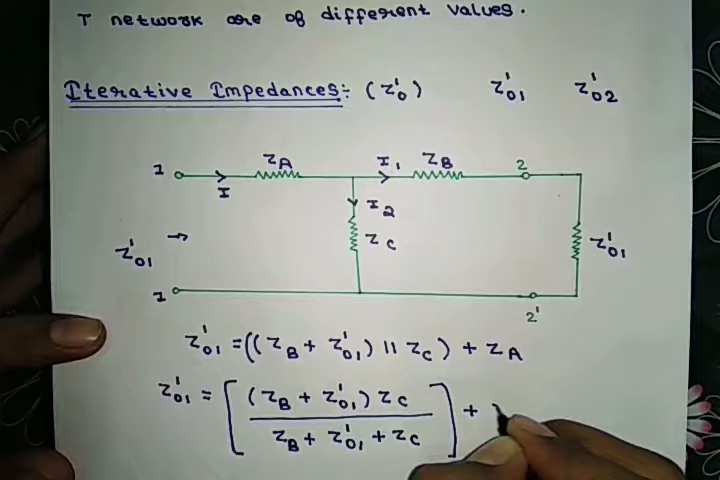 T network are of different values.
Iterative Impedances:- (Z'o) Z'01 Z'02
1 I ZA I1 ZB 2
I2
Z'01 → ZC Z'01
1 2'
Z'01 = ((ZB + Z'01) || ZC) + ZA
Z'01 = [ (ZB + Z'01) ZC / ZB + Z'01 + ZC ] +